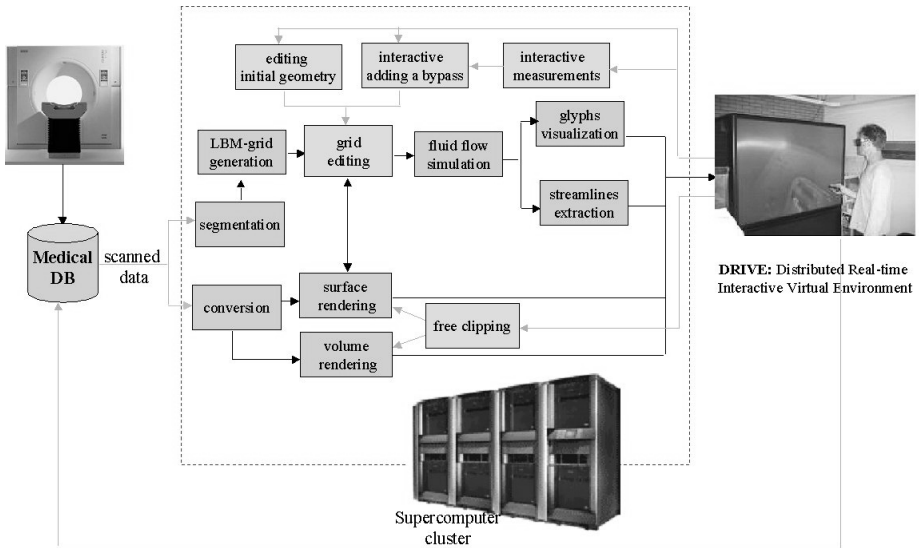 editing
initial geometry
interactive
adding a bypass
interactive
measurements
glyphs
visualization
LBM-grid
generation
grid
editing
fluid flow
simulation
streamlines
extraction
segmentation
Medical
DB
scanned
data
conversion
surface
rendering
free clipping
volume
rendering
DRIVE: Distributed Real-time
Interactive Virtual Environment
Supercomputer
cluster